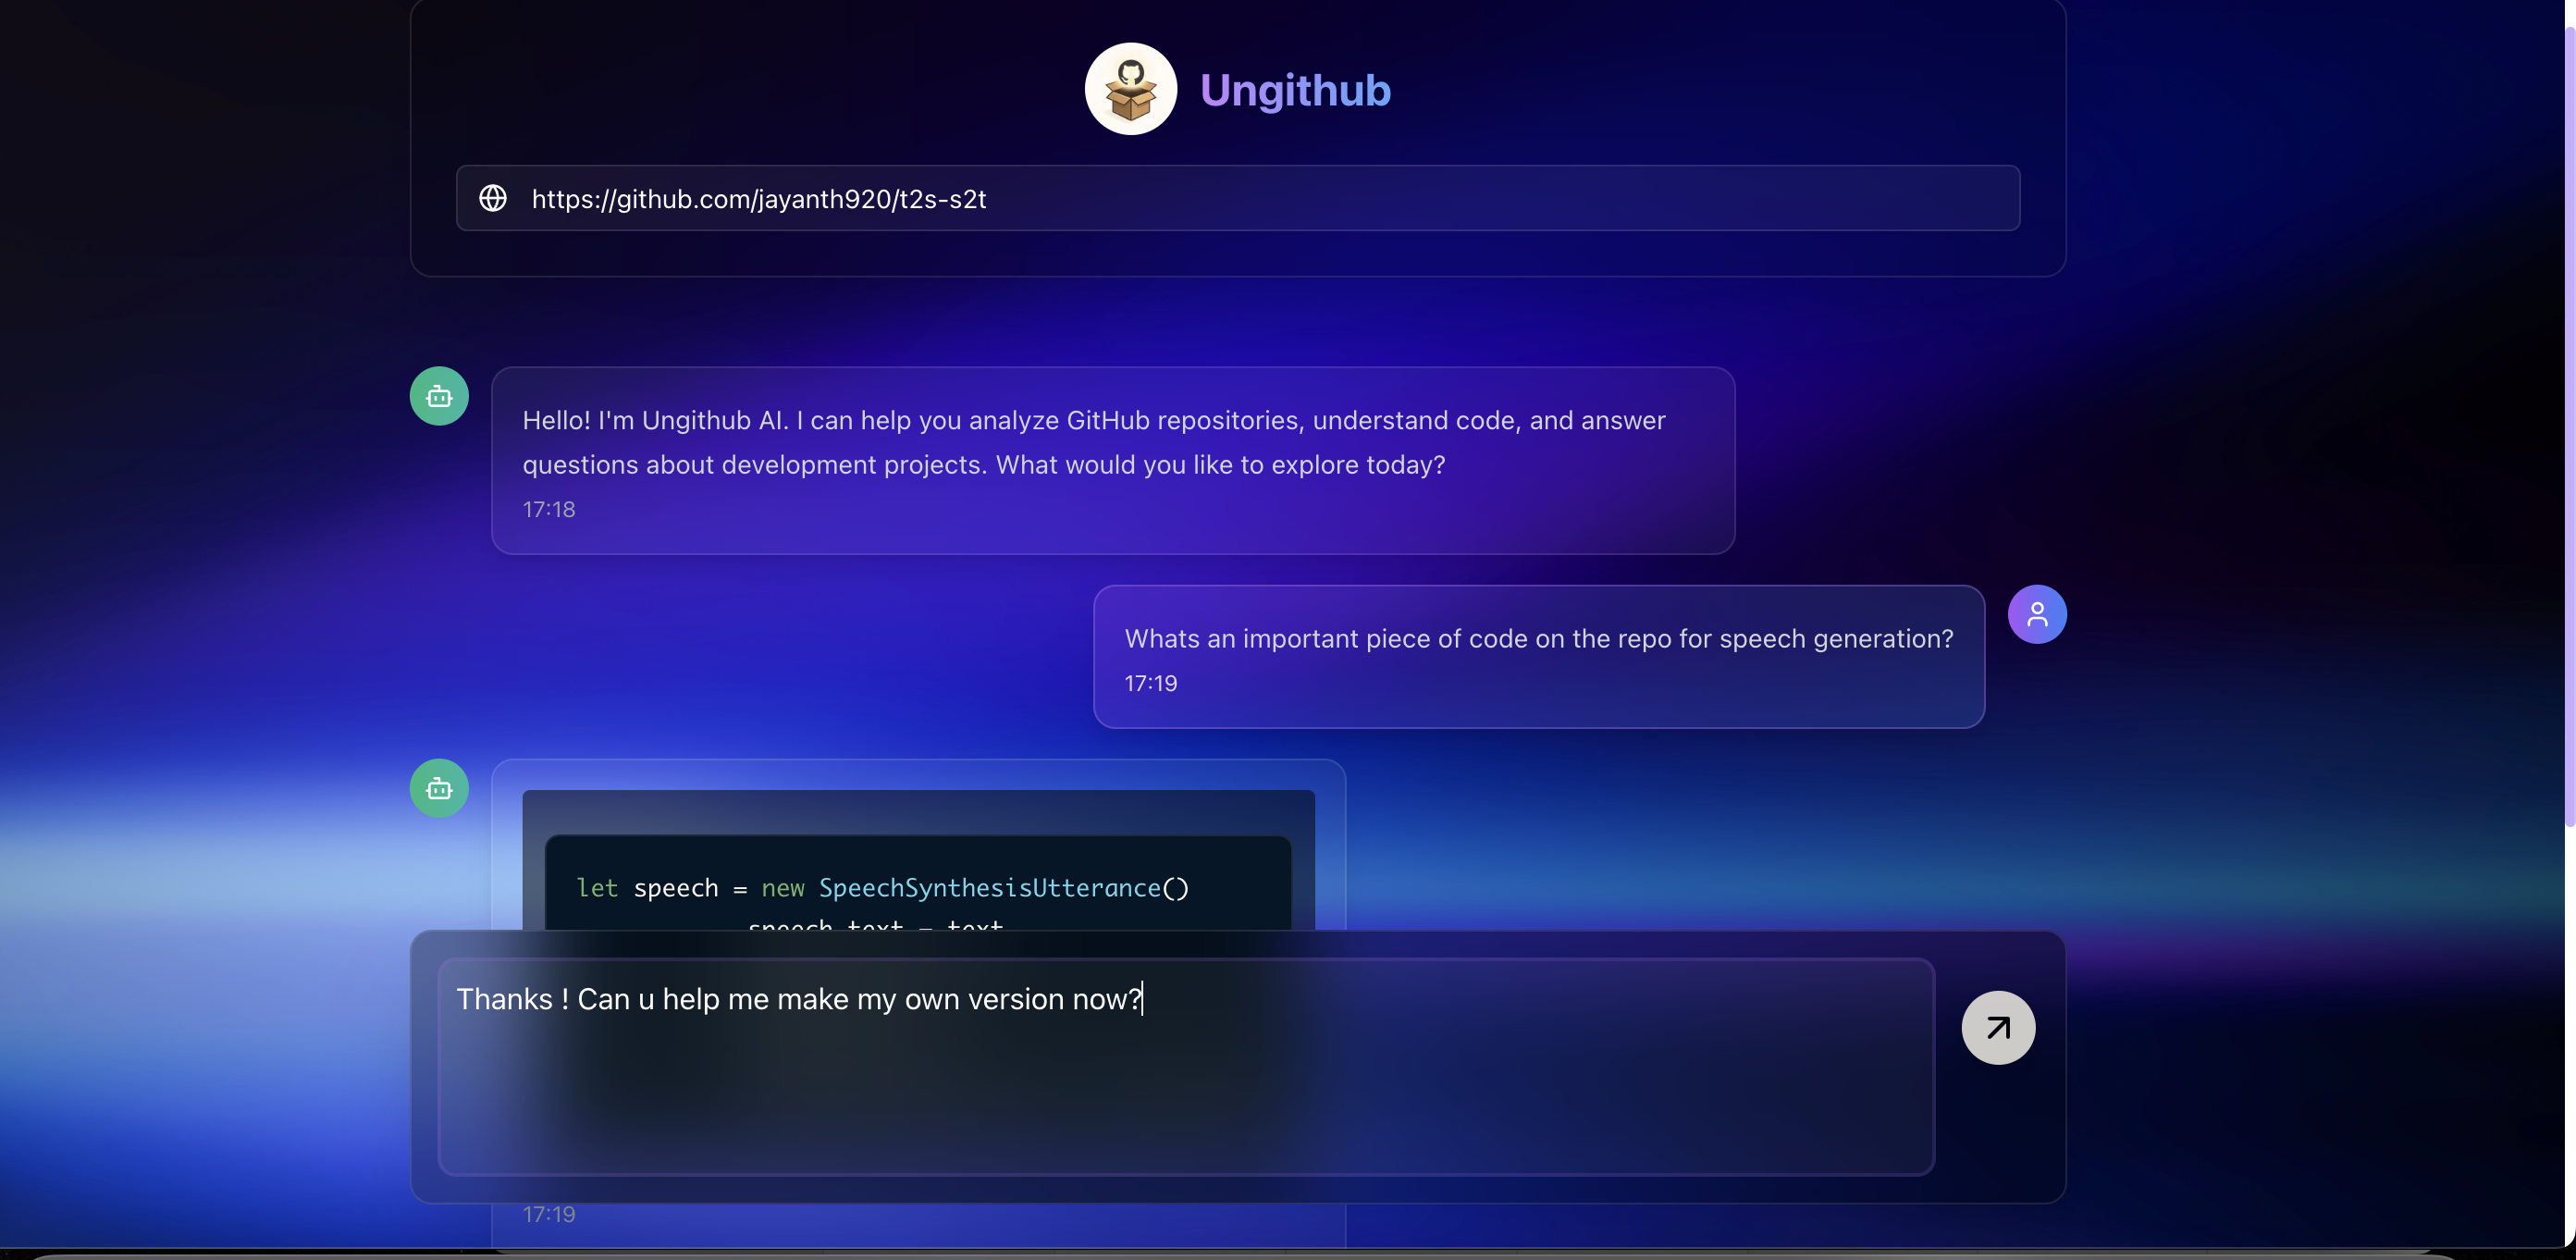 Ungithub
https://github.com/jayanth920/t2s-s2t
Hello! I'm Ungithub AI. I can help you analyze GitHub repositories, understand code, and answer
questions about development projects. What would you like to explore today?
17:18
Whats an important piece of code on the repo for speech generation?
17:19
let speech = new SpeechSynthesisUtterance()
speech.text = text
Thanks ! Can u help me make my own version now?
17:19